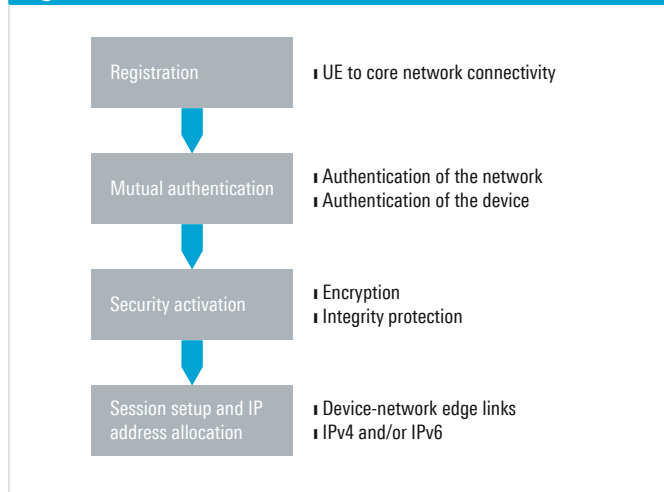 Registration
ı UE to core network connectivity
Mutual authentication
ı Authentication of the network
ı Authentication of the device
Security activation
ı Encryption
ı Integrity protection
Session setup and IP
address allocation
ı Device-network edge links
ı IPv4 and/or IPv6